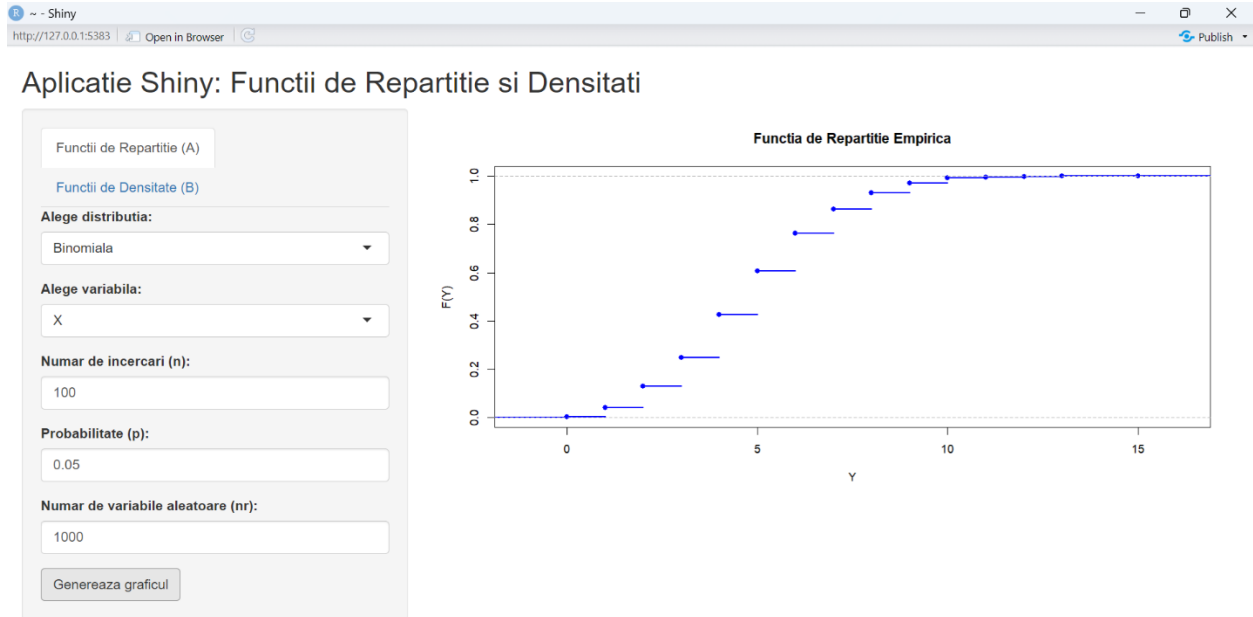 ~ - Shiny
http://127.0.0.1:5383 Open in Browser Publish
Aplicatie Shiny: Functii de Repartitie si Densitati
Functii de Repartitie (A)
Functii de Densitate (B)
Alege distributia:
Binomiala
Alege variabila:
X
Numar de incercari (n):
100
Probabilitate (p):
0.05
Numar de variabile aleatoare (nr):
1000
Genereaza graficul
Functia de Repartitie Empirica
F(Y)
1.0
0.8
0.6
0.4
0.2
0.0
0 5 10 15
Y